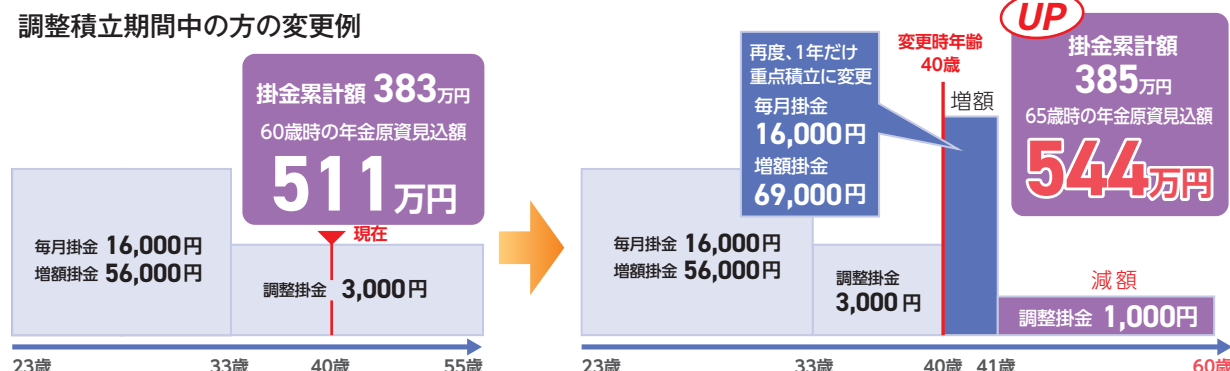 調整積立期間中の方の変更例
掛金累計額 383万円
60歳時の年金原資見込額
511万円
毎月掛金 16,000円
増額掛金 56,000円
現在
調整掛金 3,000円
23歳 33歳 40歳 55歳
再度、1年だけ
重点積立に変更
毎月掛金
16,000円
増額掛金
69,000円
変更時年齢
40歳
増額
UP
掛金累計額
385万円
65歳時の年金原資見込額
544万円
毎月掛金 16,000円
増額掛金 56,000円
調整掛金
3,000円
減額
調整掛金 1,000円
23歳 33歳 40歳 41歳 60歳